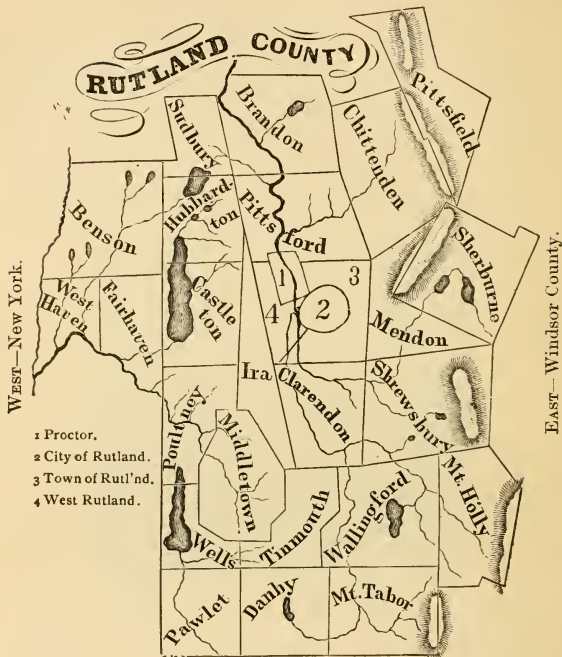 RUTLAND COUNTY
Pittsfield
Brandon
Sudbury
Chittenden
Hubbard-
ton
Pitts
ford
Benson
Sherburne
1
3
West
Haven
Fairhaven
Castle
ton
4
2
Mendon
WEST—New York.
EAST—Windsor County.
Ira
Clarendon
Shrewsbury
Poultney
Middletown
1 Proctor.
2 City of Rutland.
3 Town of Rutl'nd.
4 West Rutland.
Wallingford
Mt Holly
Wells
Tinmouth
Pawlet
Danby
Mt. Tabor